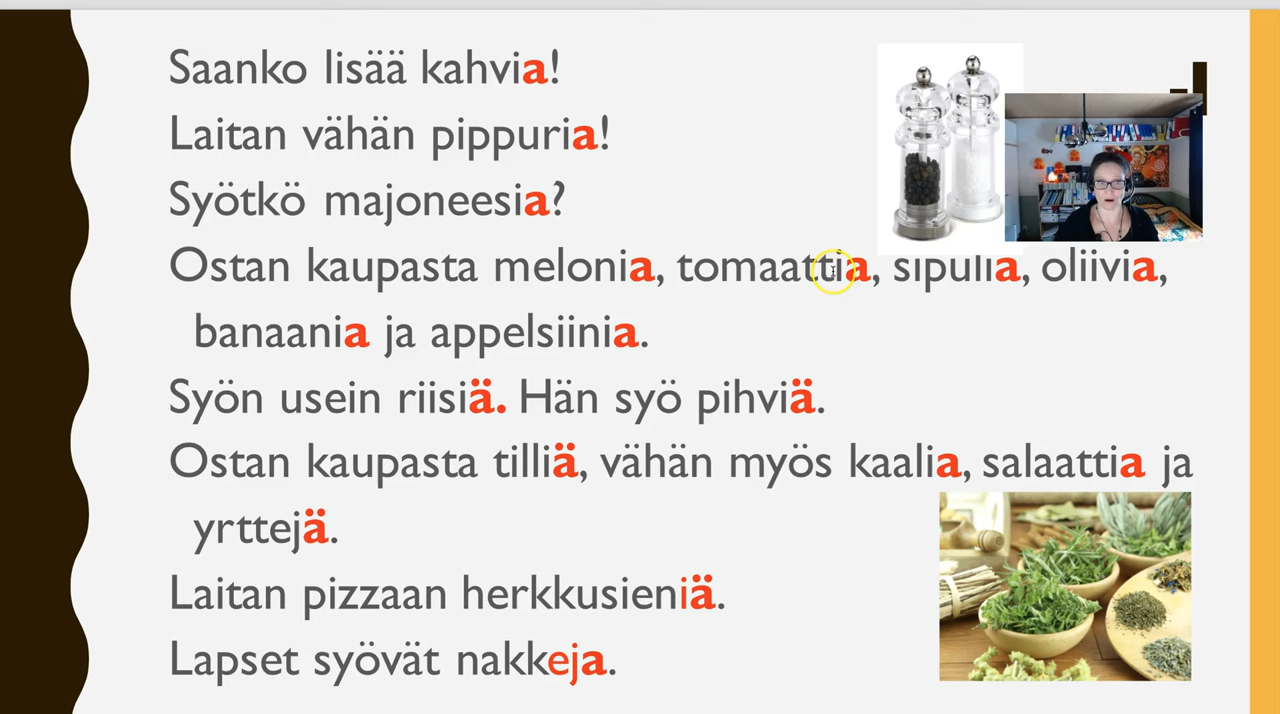 Saanko lisää kahvia!
Laitan vähän pippuria!
Syötkö majoneesia?
Ostan kaupasta melonia, tomaattia, sipulia, oliivia,
banaania ja appelsiinia.
Syön usein riisiä. Hän syö pihviä.
Ostan kaupasta tilliä, vähän myös kaalia, salaattia ja
yrttejä.
Laitan pizzaan herkkusieniä.
Lapset syövät nakkeja.